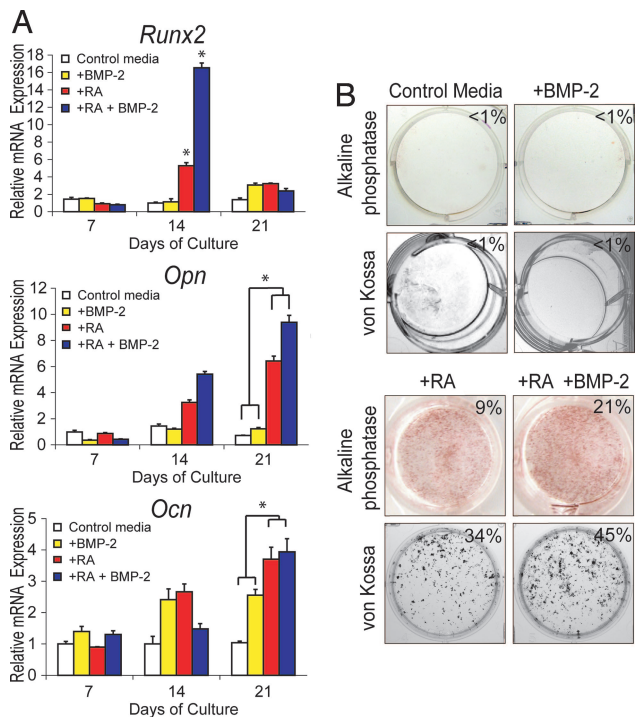 A
Runx2
Relative mRNA Expression
18
16
14
12
10
8
6
4
2
0
Control media
+BMP-2
+RA
+RA + BMP-2
*
*
7
14
21
Days of Culture
Opn
Relative mRNA Expression
12
10
8
6
4
2
0
Control media
+BMP-2
+RA
+RA + BMP-2
*
7
14
21
Days of Culture
Ocn
Relative mRNA Expression
5
4
3
2
1
0
Control media
+BMP-2
+RA
+RA + BMP-2
*
7
14
21
Days of Culture
B
Control Media
+BMP-2
Alkaline
phosphatase
<1%
<1%
von Kossa
<1%
<1%
+RA
+RA +BMP-2
Alkaline
phosphatase
9%
21%
von Kossa
34%
45%